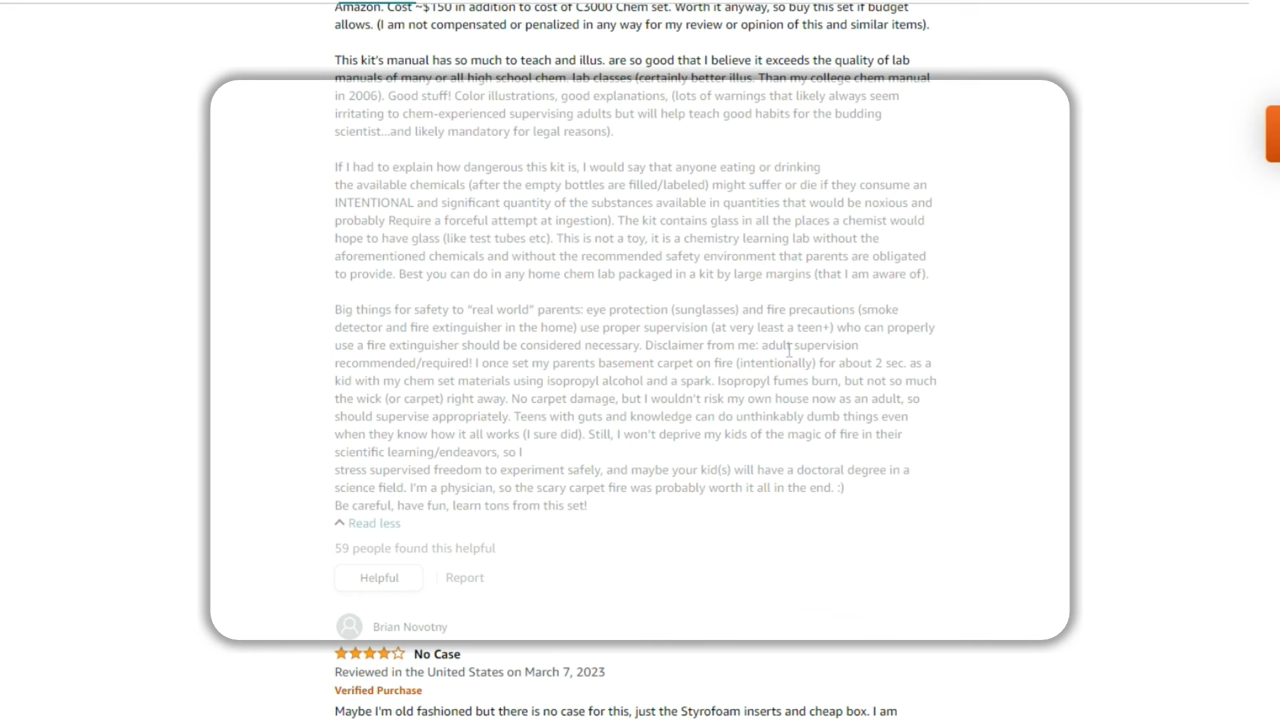 Amazon. Cost ~$150 in addition to cost of C3000 Chem set. Worth it anyway, so buy this set if budget
allows. (I am not compensated or penalized in any way for my review or opinion of this and similar items).
This kit's manual has so much to teach and illus. are so good that I believe it exceeds the quality of lab
manuals of many or all high school chem. lab classes (certainly better illus. Than my college chem manual
in 2006). Good stuff! Color illustrations, good explanations, (lots of warnings that likely always seem
irritating to chem-experienced supervising adults but will help teach good habits for the budding
scientist...and likely mandatory for legal reasons).
If I had to explain how dangerous this kit is, I would say that anyone eating or drinking
the available chemicals (after the empty bottles are filled/labeled) might suffer or die if they consume an
INTENTIONAL and significant quantity of the substances available in quantities that would be noxious and
probably Require a forceful attempt at ingestion). The kit contains glass in all the places a chemist would
hope to have glass (like test tubes etc). This is not a toy, it is a chemistry learning lab without the
aforementioned chemicals and without the recommended safety environment that parents are obligated
to provide. Best you can do in any home chem lab packaged in a kit by large margins (that I am aware of).
Big things for safety to "real world" parents: eye protection (sunglasses) and fire precautions (smoke
detector and fire extinguisher in the home) use proper supervision (at very least a teen+) who can properly
use a fire extinguisher should be considered necessary. Disclaimer from me: adult supervision
recommended/required! I once set my parents basement carpet on fire (intentionally) for about 2 sec. as a
kid with my chem set materials using isopropyl alcohol and a spark. Isopropyl fumes burn, but not so much
the wick (or carpet) right away. No carpet damage, but I wouldn't risk my own house now as an adult, so
should supervise appropriately. Teens with guts and knowledge can do unthinkably dumb things even
when they know how it all works (I sure did). Still, I won't deprive my kids of the magic of fire in their
scientific learning/endeavors, so I
stress supervised freedom to experiment safely, and maybe your kid(s) will have a doctoral degree in a
science field. I'm a physician, so the scary carpet fire was probably worth it all in the end. :)
Be careful, have fun, learn tons from this set!
Read less
59 people found this helpful
Helpful
Report
Brian Novotny
No Case
Reviewed in the United States on March 7, 2023
Verified Purchase
Maybe I'm old fashioned but there is no case for this, just the Styrofoam inserts and cheap box. I am